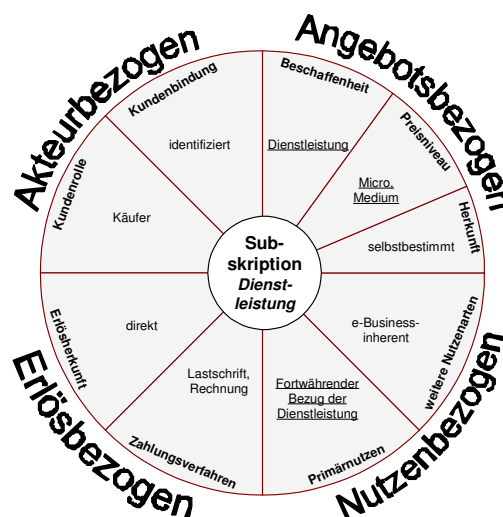 Akteurbezogen
Angebotsbezogen
Kundenbindung
identifiziert
Beschaffenheit
Dienstleistung
Preisniveau
Micro,
Medium
Herkunft
selbstbestimmt
Kundenrolle
Käufer
Sub-
skription
Dienst-
leistung
Erlösherkunft
direkt
Lastschrift,
Rechnung
Zahlungsverfahren
Fortwährender
Bezug der
Dienstleistung
Primärnutzen
e-Business-
inherent
weitere Nutzenarten
Erlösbezogen
Nutzenbezogen